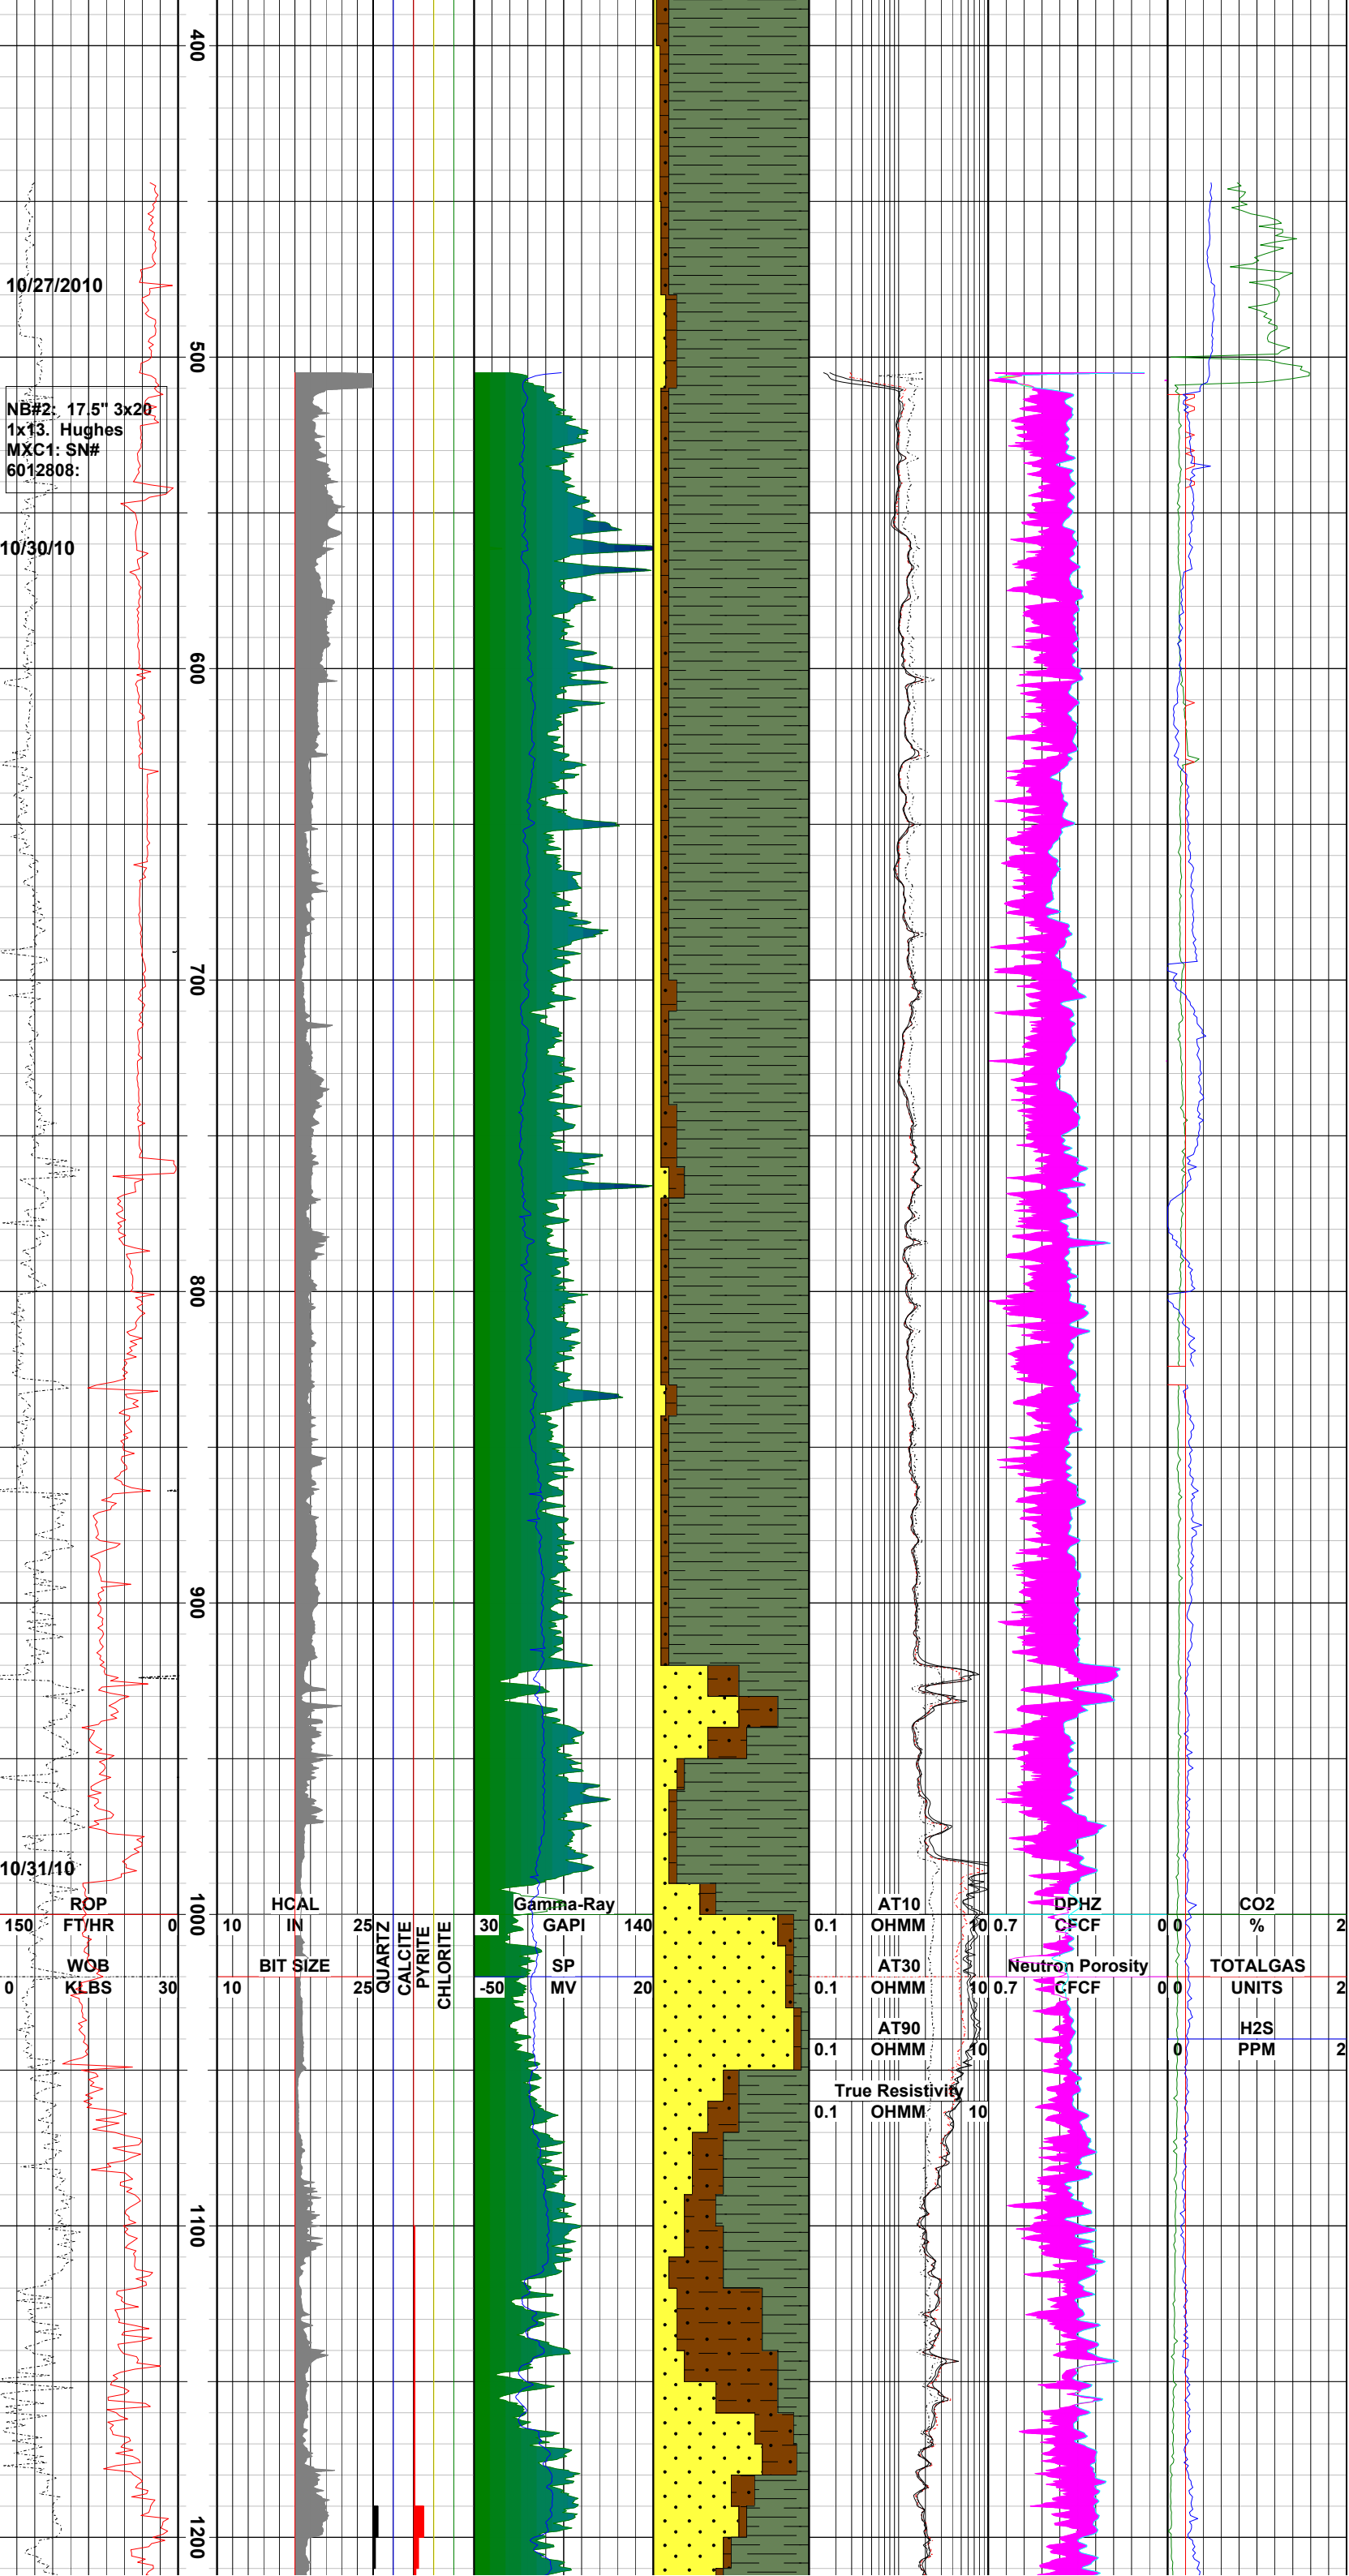 400
10/27/2010
500
NB#2: 17.5" 3x20
1x13. Hughes
MXC1: SN#
6012808:
10/30/10
600
700
800
900
10/31/10
1000
ROP
150 FT/HR 0
WOB
0 KLBS 30
HCAL
10 IN 25
BIT SIZE
10 25
QUARTZ
CALCITE
PYRITE
CHLORITE
Gamma-Ray
30 GAPI 140
SP
-50 MV 20
AT10
0.1 OHMM 10
AT30
0.1 OHMM 10
AT90
0.1 OHMM 10
True Resistivity
0.1 OHMM 10
DPHZ
0.7 CFCF 0
Neutron Porosity
0.7 CFCF 0
CO2
0 % 2
TOTALGAS
0 UNITS 2
H2S
0 PPM 2
1100
1200